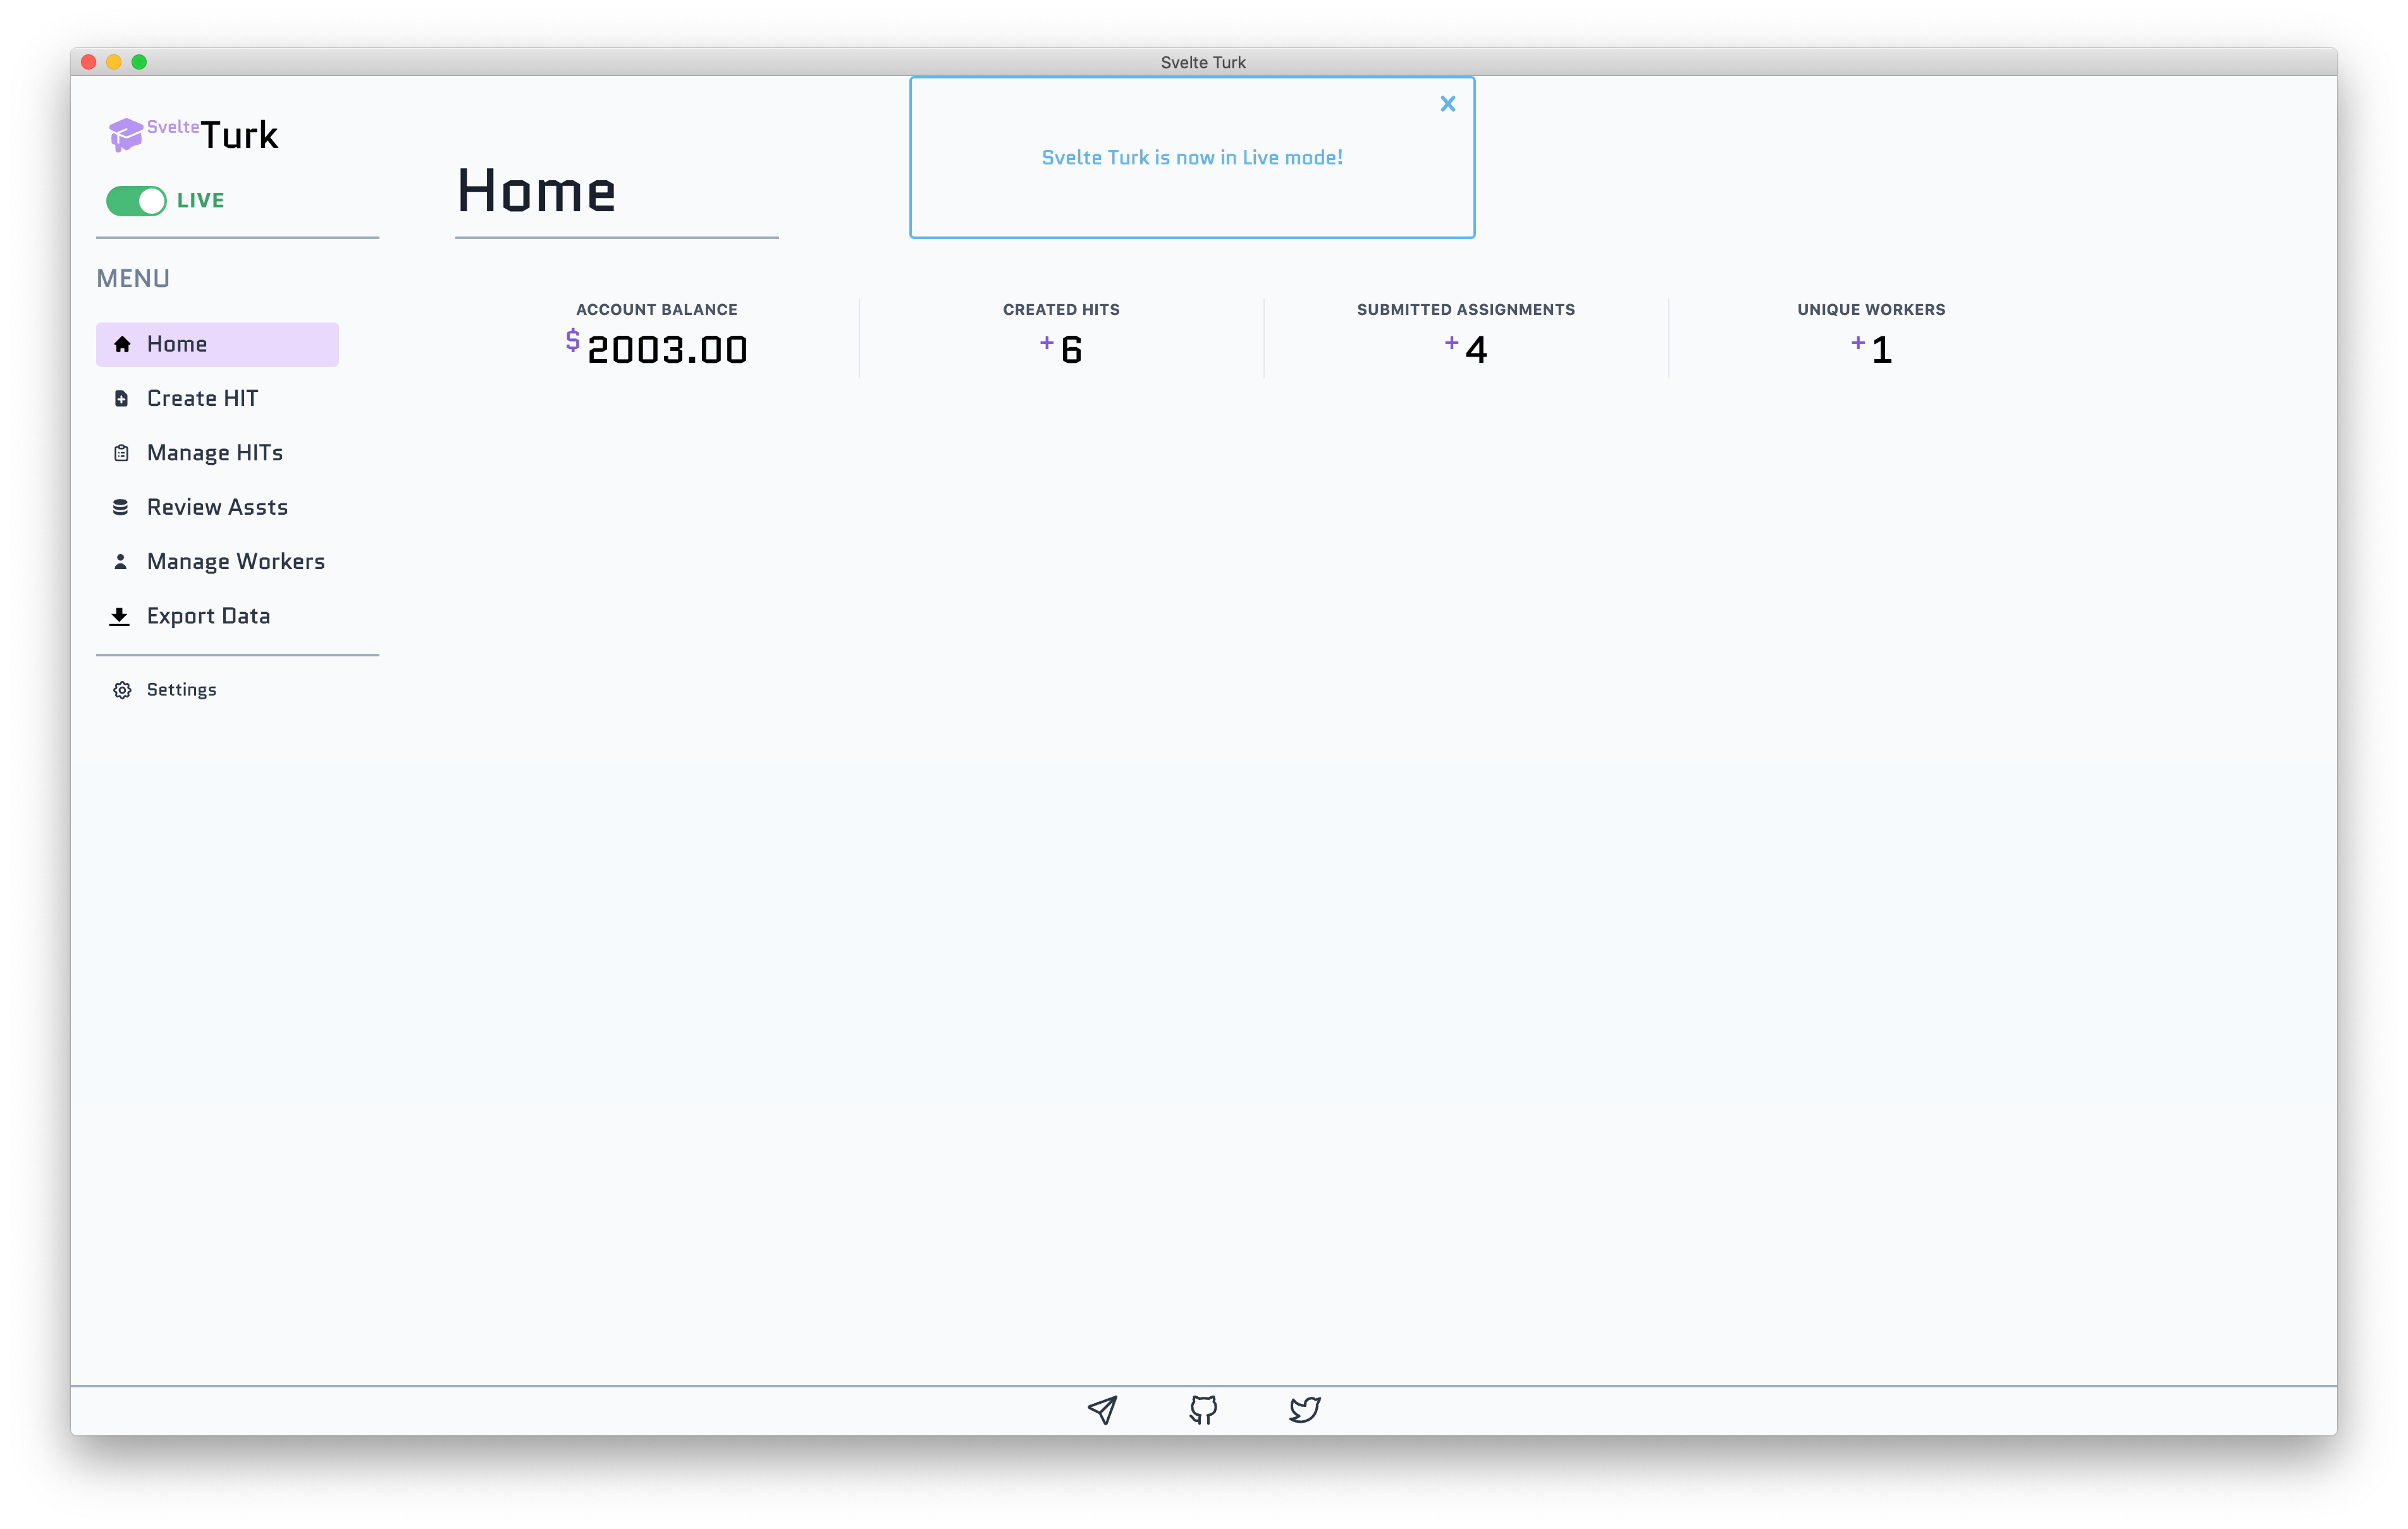 Svelte Turk
SvelteTurk
LIVE
Home
Svelte Turk is now in Live mode!
MENU
Home
Create HIT
Manage HITs
Review Assts
Manage Workers
Export Data
Settings
ACCOUNT BALANCE
$2003.00
CREATED HITS
+6
SUBMITTED ASSIGNMENTS
+4
UNIQUE WORKERS
+1